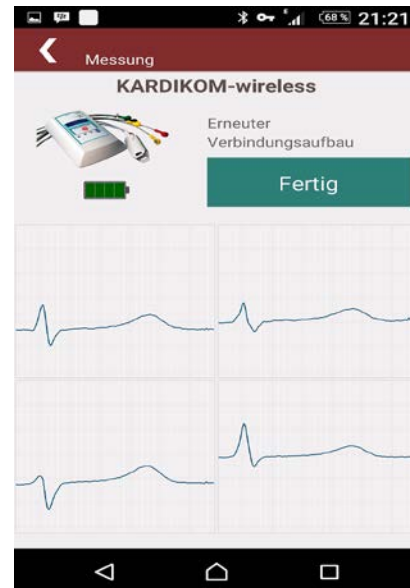 68 % 21:21
Messung
KARDIKOM-wireless
Erneuter
Verbindungsaufbau
Fertig